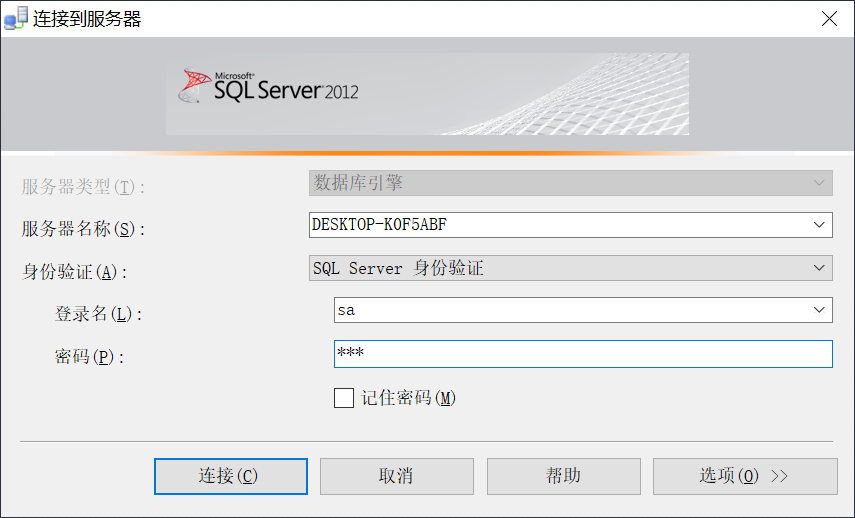 连接到服务器
Microsoft®
SQL Server® 2012
服务器类型(T):
数据库引擎
服务器名称(S):
DESKTOP-K0F5ABF
身份验证(A):
SQL Server 身份验证
登录名(L):
sa
密码(P):
***
记住密码(M)
连接(C)
取消
帮助
选项(O) >>